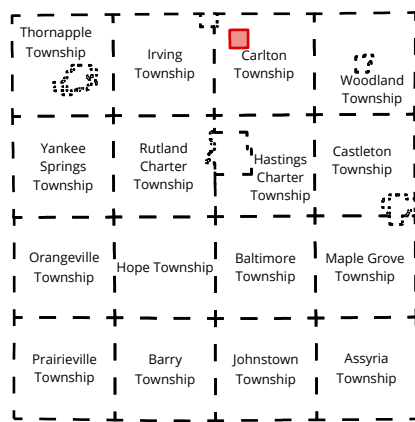 Thornapple
Township
Irving
Township
Carlton
Township
Woodland
Township
Yankee
Springs
Township
Rutland
Charter
Township
Hastings
Charter
Township
Castleton
Township
Orangeville
Township
Hope Township
Baltimore
Township
Maple Grove
Township
Prairieville
Township
Barry
Township
Johnstown
Township
Assyria
Township